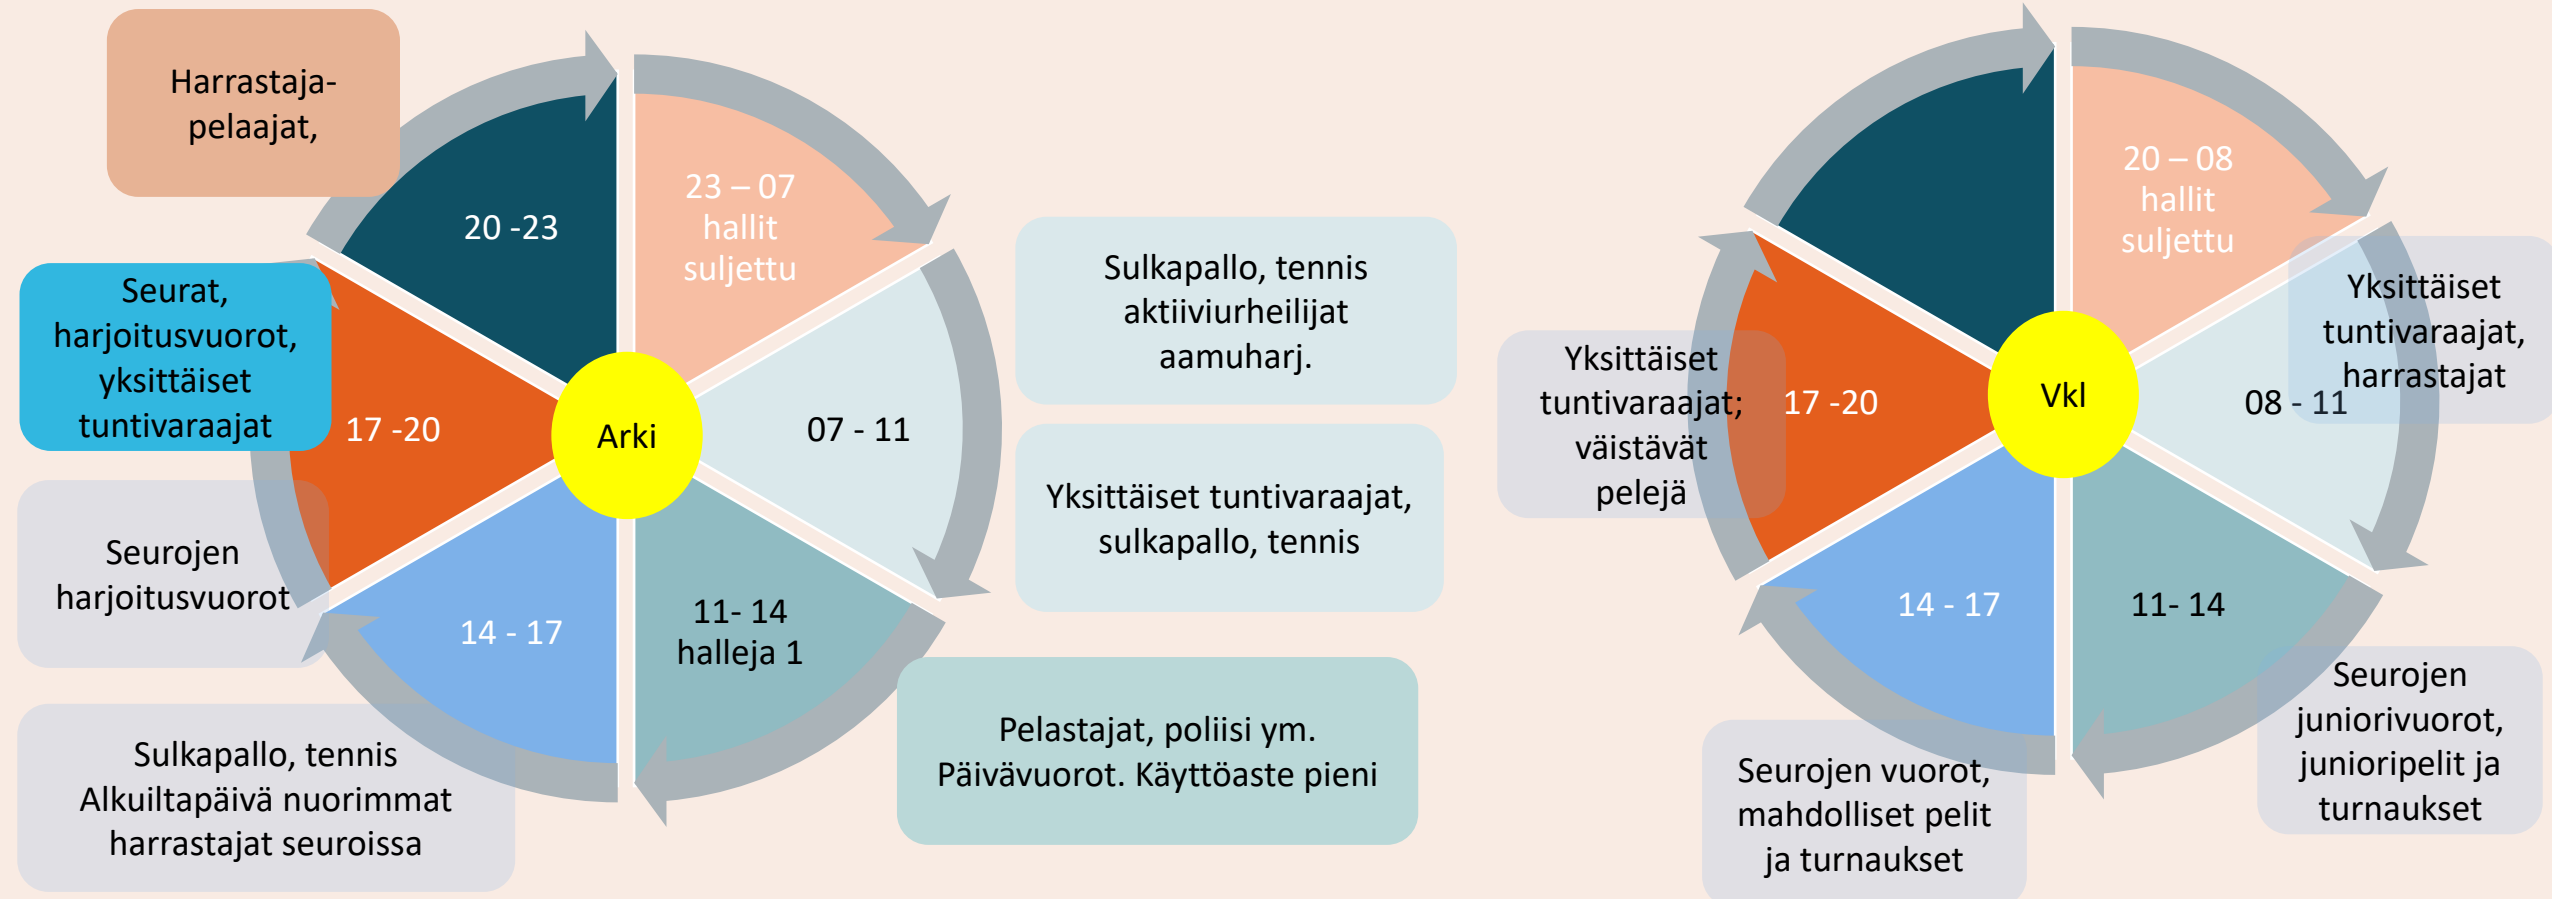 Harrastaja-
pelaajat,
20 -23
23 – 07
hallit
suljettu
Seurat,
harjoitusvuorot,
yksittäiset
tuntivaraajat
17 -20
Arki
07 - 11
Sulkapallo, tennis
aktiiviurheilijat
aamuharj.
Yksittäiset tuntivaraajat,
sulkapallo, tennis
Seurojen
harjoitusvuorot
14 - 17
11- 14
halleja 1
Sulkapallo, tennis
Alkuiltapäivä nuorimmat
harrastajat seuroissa
Pelastajat, poliisi ym.
Päivävuorot. Käyttöaste pieni
20 – 08
hallit
suljettu
Yksittäiset
tuntivaraajat,
harrastajat
Yksittäiset
tuntivaraajat;
väistävät
pelejä
17 -20
Vkl
08 - 11
14 - 17
11- 14
Seurojen vuorot,
mahdolliset pelit
ja turnaukset
Seurojen
juniorivuorot,
junioripelit ja
turnaukset